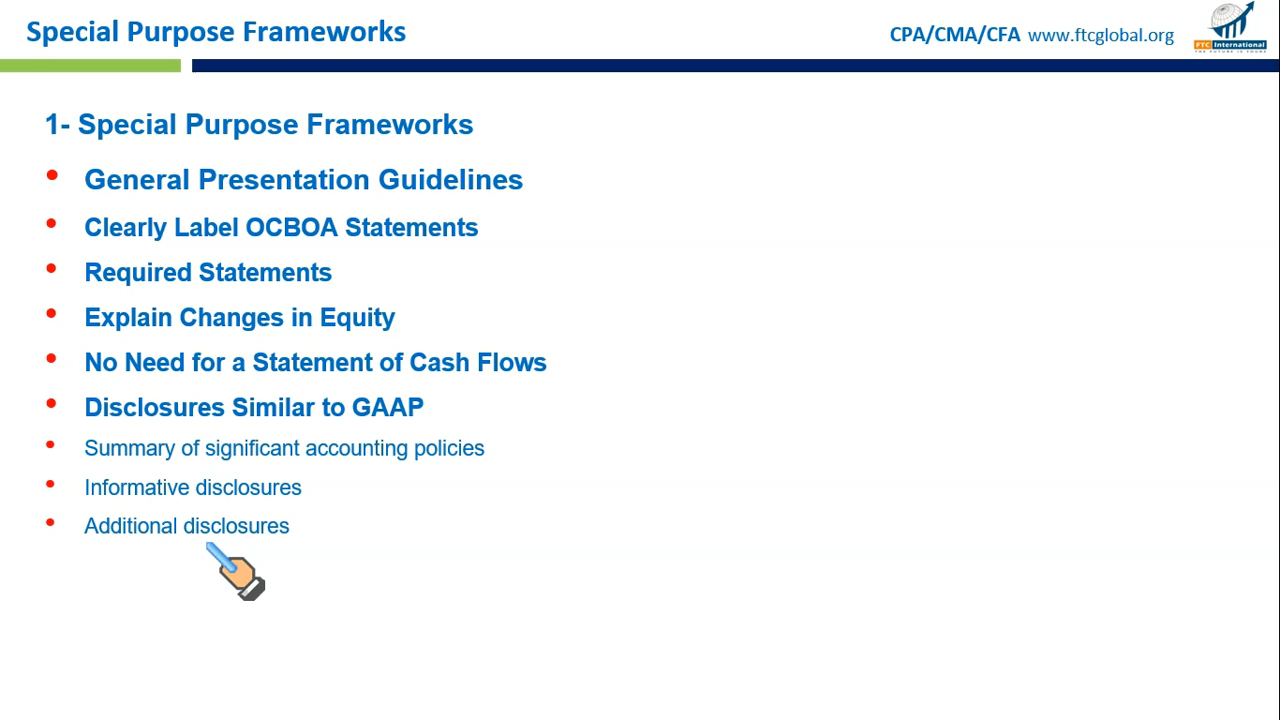 Special Purpose Frameworks
CPA/CMA/CFA www.ftcglobal.org
FTC International
1- Special Purpose Frameworks
• General Presentation Guidelines
• Clearly Label OCBOA Statements
• Required Statements
• Explain Changes in Equity
• No Need for a Statement of Cash Flows
• Disclosures Similar to GAAP
• Summary of significant accounting policies
• Informative disclosures
• Additional disclosures